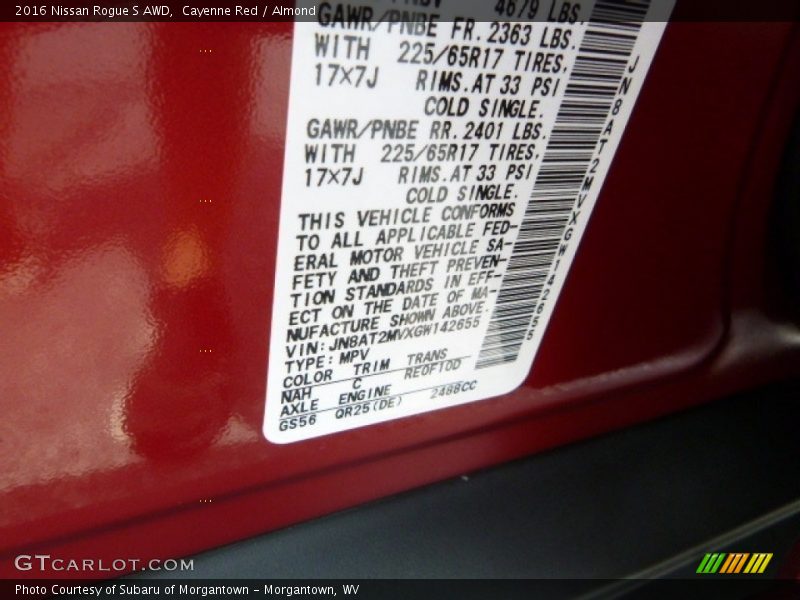 2016 Nissan Rogue S AWD, Cayenne Red / Almond
4679 LBS.
GAWR/PNBE FR. 2363 LBS.
WITH 225/65R17 TIRES,
17×7J RIMS.AT 33 PSI
COLD SINGLE.
GAWR/PNBE RR. 2401 LBS.
WITH 225/65R17 TIRES,
17×7J RIMS.AT 33 PSI
COLD SINGLE.
THIS VEHICLE CONFORMS
TO ALL APPLICABLE FED-
ERAL MOTOR VEHICLE SA-
FETY AND THEFT PREVEN-
TION STANDARDS IN EFF-
ECT ON THE DATE OF MA-
NUFACTURE SHOWN ABOVE.
VIN:JN8AT2MVXGW142655
TYPE:MPV
COLOR TRIM TRANS
NAH C RE0F10D
AXLE ENGINE
GS56 QR25(DE) 2488CC
JN8AT2MVXGW142655
GTCARLOT.COM
Photo Courtesy of Subaru of Morgantown - Morgantown, WV